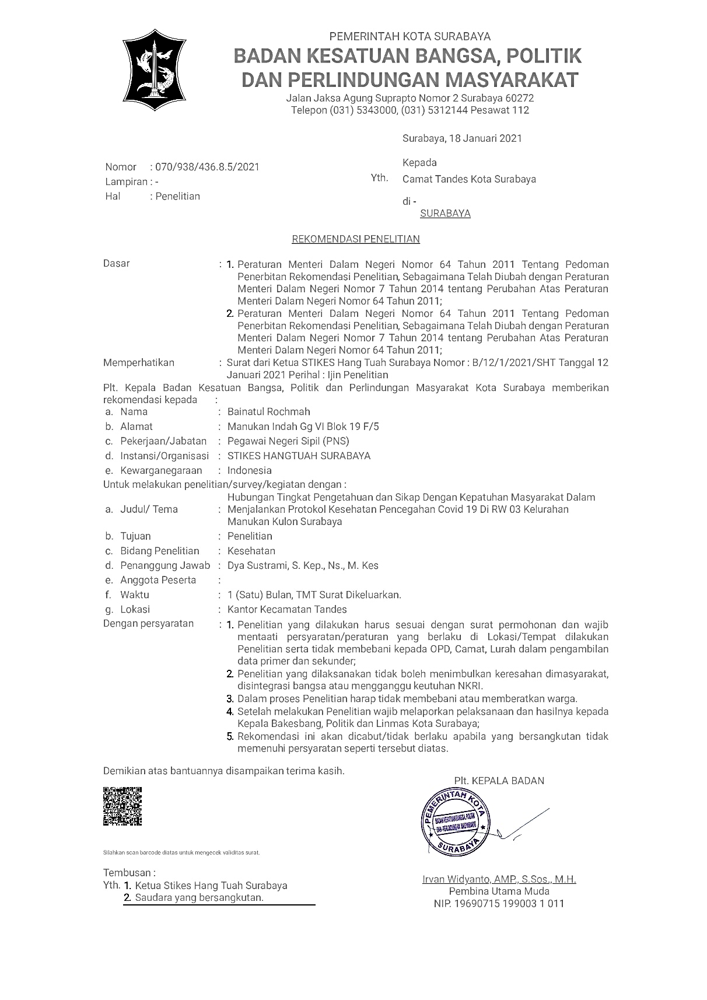 PEMERINTAH KOTA SURABAYA
BADAN KESATUAN BANGSA, POLITIK
DAN PERLINDUNGAN MASYARAKAT
Jalan Jaksa Agung Suprapto Nomor 2 Surabaya 60272
Telepon (031) 5343000, (031) 5312144 Pesawat 112
Surabaya, 18 Januari 2021
Kepada
Nomor : 070/938/436.8.5/2021
Yth. Camat Tandes Kota Surabaya
Lampiran : -
Hal : Penelitian
di -
SURABAYA
REKOMENDASI PENELITIAN
Dasar : 1. Peraturan Menteri Dalam Negeri Nomor 64 Tahun 2011 Tentang Pedoman
Penerbitan Rekomendasi Penelitian, Sebagaimana Telah Diubah dengan Peraturan
Menteri Dalam Negeri Nomor 7 Tahun 2014 tentang Perubahan Atas Peraturan
Menteri Dalam Negeri Nomor 64 Tahun 2011;
2. Peraturan Menteri Dalam Negeri Nomor 64 Tahun 2011 Tentang Pedoman
Penerbitan Rekomendasi Penelitian, Sebagaimana Telah Diubah dengan Peraturan
Menteri Dalam Negeri Nomor 7 Tahun 2014 tentang Perubahan Atas Peraturan
Menteri Dalam Negeri Nomor 64 Tahun 2011;
Memperhatikan : Surat dari Ketua STIKES Hang Tuah Surabaya Nomor : B/12/1/2021/SHT Tanggal 12
Januari 2021 Perihal : Ijin Penelitian
Plt. Kepala Badan Kesatuan Bangsa, Politik dan Perlindungan Masyarakat Kota Surabaya memberikan
rekomendasi kepada :
a. Nama : Bainatul Rochmah
b. Alamat : Manukan Indah Gg VI Blok 19 F/5
c. Pekerjaan/Jabatan : Pegawai Negeri Sipil (PNS)
d. Instansi/Organisasi : STIKES HANGTUAH SURABAYA
e. Kewarganegaraan : Indonesia
Untuk melakukan penelitian/survey/kegiatan dengan :
Hubungan Tingkat Pengetahuan dan Sikap Dengan Kepatuhan Masyarakat Dalam
a. Judul/ Tema : Menjalankan Protokol Kesehatan Pencegahan Covid 19 Di RW 03 Kelurahan
Manukan Kulon Surabaya
b. Tujuan : Penelitian
c. Bidang Penelitian : Kesehatan
d. Penanggung Jawab : Dya Sustrami, S. Kep., Ns., M. Kes
e. Anggota Peserta :
f. Waktu : 1 (Satu) Bulan, TMT Surat Dikeluarkan.
g. Lokasi : Kantor Kecamatan Tandes
Dengan persyaratan : 1. Penelitian yang dilakukan harus sesuai dengan surat permohonan dan wajib
mentaati persyaratan/peraturan yang berlaku di Lokasi/Tempat dilakukan
Penelitian serta tidak membebani kepada OPD, Camat, Lurah dalam pengambilan
data primer dan sekunder;
2. Penelitian yang dilaksanakan tidak boleh menimbulkan keresahan dimasyarakat,
disintegrasi bangsa atau mengganggu keutuhan NKRI.
3. Dalam proses Penelitian harap tidak membebani atau memberatkan warga.
4. Setelah melakukan Penelitian wajib melaporkan pelaksanaan dan hasilnya kepada
Kepala Bakesbang, Politik dan Linmas Kota Surabaya;
5. Rekomendasi ini akan dicabut/tidak berlaku apabila yang bersangkutan tidak
memenuhi persyaratan seperti tersebut diatas.
Demikian atas bantuannya disampaikan terima kasih.
Plt. KEPALA BADAN
PEMERINTAH KOTA
BADAN KESATUAN BANGSA, POLITIK
DAN PERLINDUNGAN MASYARAKAT
SURABAYA
Silahkan scan barcode diatas untuk mengecek validitas surat.
Tembusan :
Yth. 1. Ketua Stikes Hang Tuah Surabaya
2. Saudara yang bersangkutan.
Irvan Widyanto, AMP., S.Sos., M.H.
Pembina Utama Muda
NIP. 19690715 199003 1 011